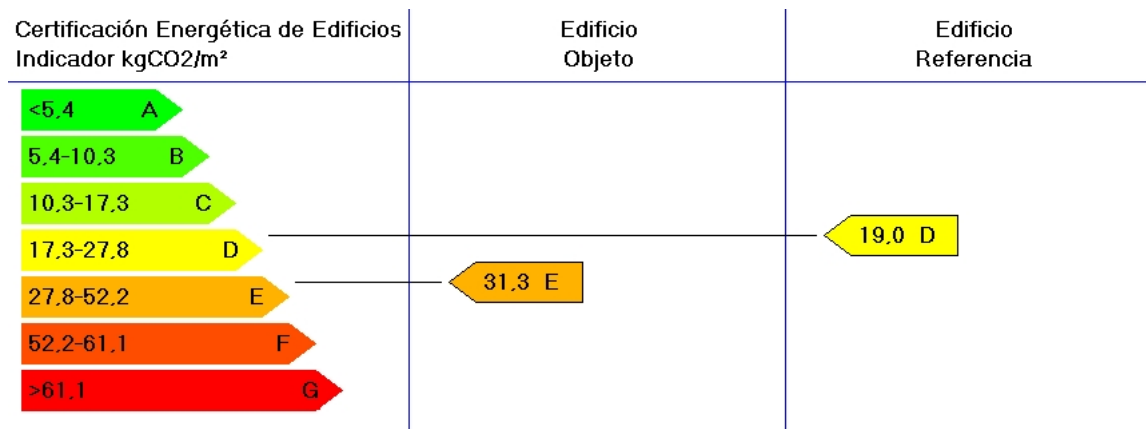 Certificación Energética de Edificios
Indicador kgCO2/m²
Edificio
Objeto
Edificio
Referencia
<5,4 A
5,4-10,3 B
10,3-17,3 C
17,3-27,8 D
19,0 D
27,8-52,2 E
31,3 E
52,2-61,1 F
>61,1 G